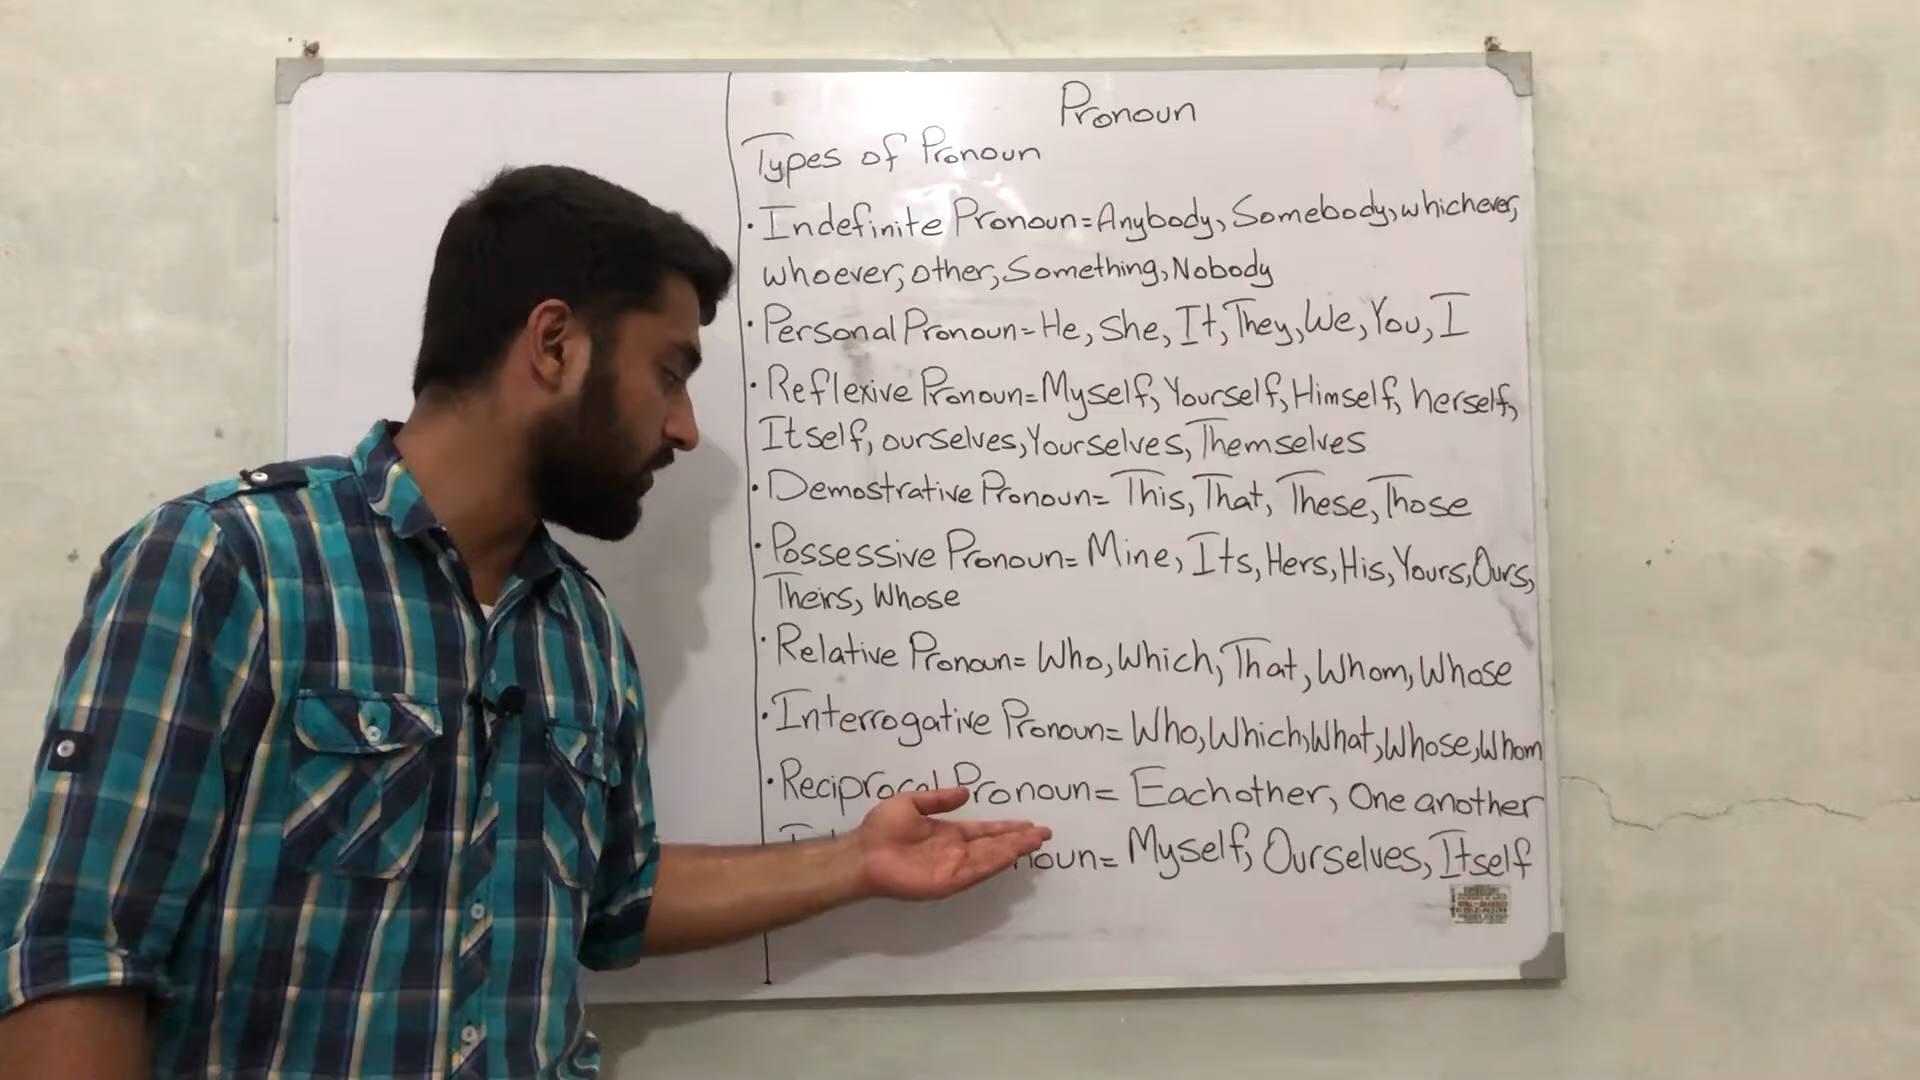 Pronoun
Types of Pronoun
• Indefinite Pronoun = Anybody, Somebody, whichever,
whoever, other, Something, Nobody
• Personal Pronoun = He, She, It, They, We, You, I
• Reflexive Pronoun = Myself, Yourself, Himself, herself,
Itself, ourselves, Yourselves, Themselves
• Demostrative Pronoun = This, That, These, Those
• Possessive Pronoun = Mine, Its, Hers, His, Yours, Ours,
Theirs, Whose
• Relative Pronoun = Who, Which, That, Whom, Whose
• Interrogative Pronoun = Who, Which, What, Whose, Whom
• Reciprocal Pronoun = Each other, One another
noun = Myself, Ourselves, Itself